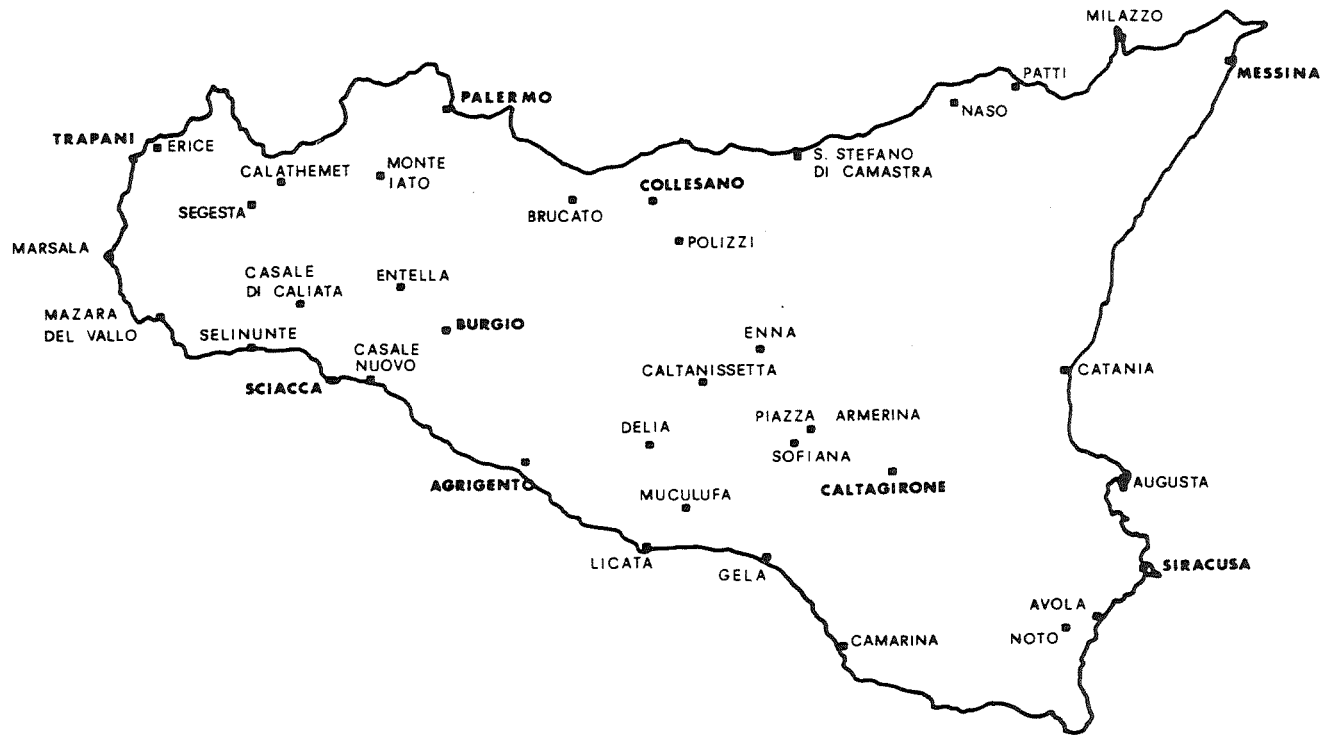 MILAZZO
MESSINA
PATTI
NASO
PALERMO
TRAPANI
ERICE
S. STEFANO
DI CAMASTRA
MONTE
IATO
CALATHEMET
COLLESANO
SEGESTA
BRUCATO
POLIZZI
MARSALA
CASALE
DI CALIATA
ENTELLA
MAZARA
DEL VALLO
BURGIO
SELINUNTE
ENNA
CASALE
NUOVO
CALTANISSETTA
CATANIA
SCIACCA
PIAZZA ARMERINA
DELIA
SOFIANA
AGRIGENTO
CALTAGIRONE
AUGUSTA
MUCULUFA
LICATA
GELA
SIRACUSA
AVOLA
NOTO
CAMARINA